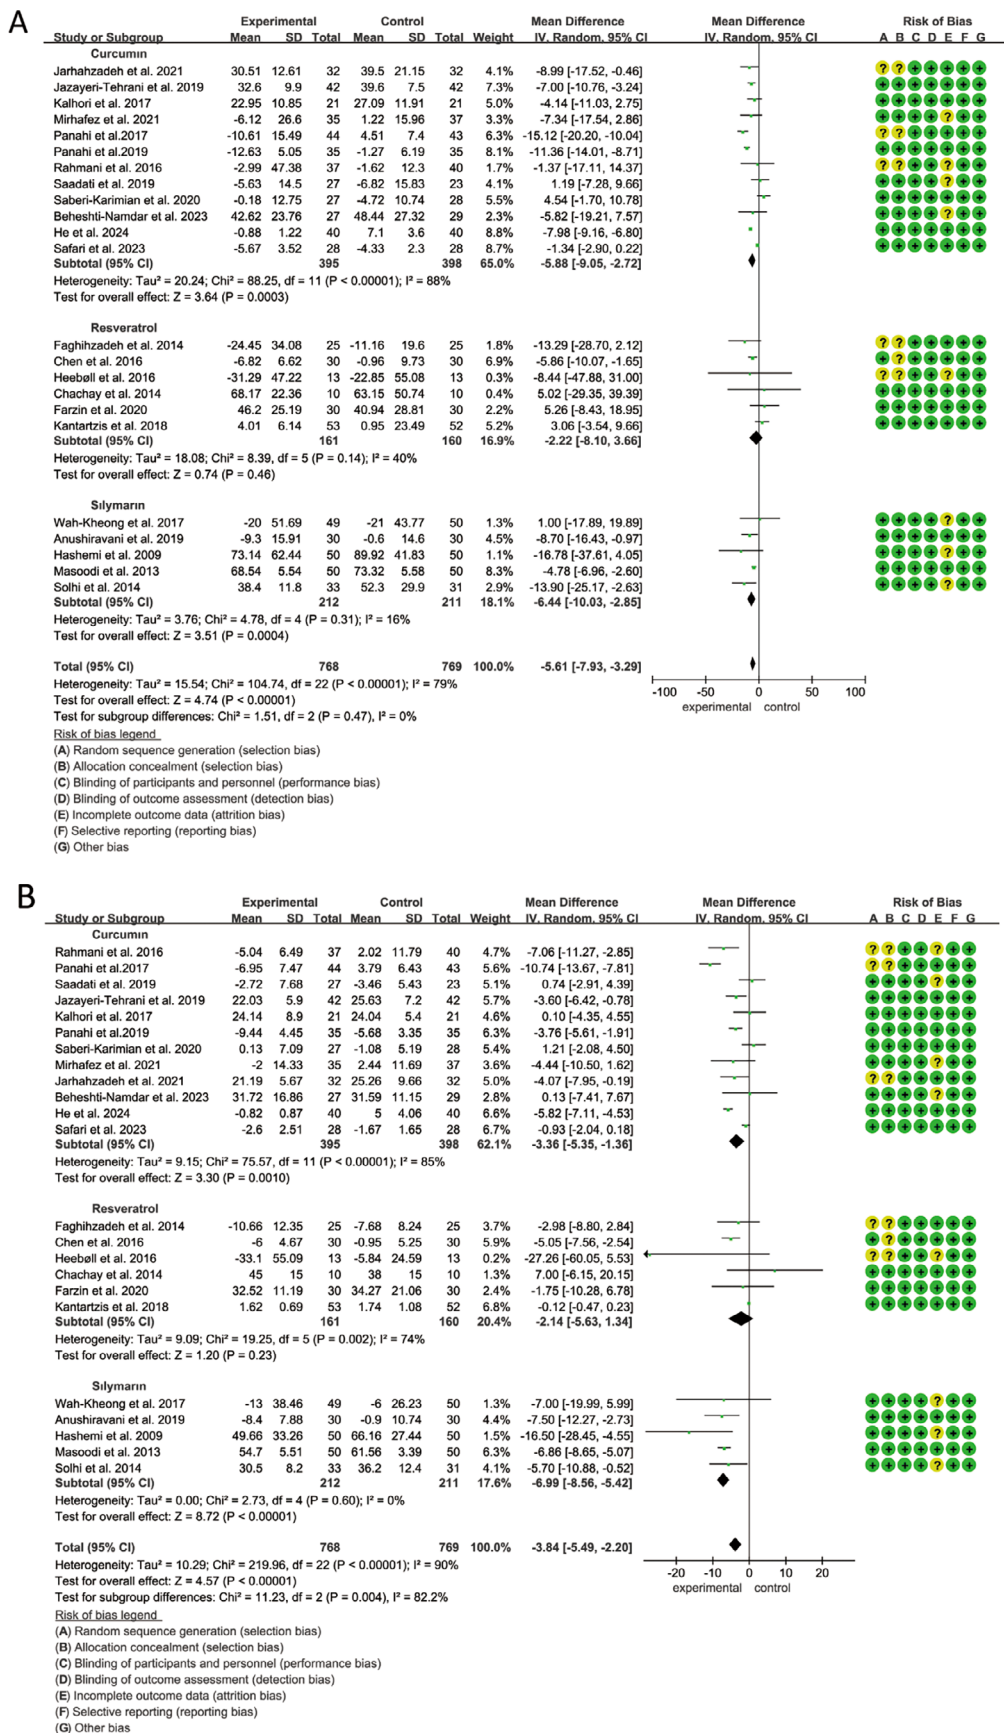 A
Experimental Control Mean Difference Mean Difference Risk of Bias
Study or Subgroup Mean SD Total Mean SD Total Weight IV. Random. 95% CI IV. Random. 95% CI A B C D E F G
Curcumın
Jarhahzadeh et al. 2021 30.51 12.61 32 39.5 21.15 32 4.1% -8.99 [-17.52, -0.46] ? ? + + + + +
Jazayeri-Tehrani et al. 2019 32.6 9.9 42 39.6 7.5 42 7.3% -7.00 [-10.76, -3.24] + + + + + + +
Kalhori et al. 2017 22.95 10.85 21 27.09 11.91 21 5.1% -4.14 [-11.03, 2.75] + + + + + + +
Mirhafez et al. 2021 -6.12 26.6 35 1.22 15.96 37 3.3% -7.34 [-17.54, 2.86] + + + + ? + +
Panahi et al.2017 -10.61 15.49 44 4.51 7.4 43 6.3% -15.12 [-20.20, -10.04] ? ? + + + + +
Panahi et al.2019 -12.63 5.05 35 -1.27 6.19 35 8.1% -11.36 [-14.01, -8.71] + + + + + + +
Rahmani et al. 2016 -2.99 47.38 37 -1.62 12.3 40 1.7% -1.37 [-17.11, 14.37] ? ? + + ? + +
Saadati et al. 2019 -5.63 14.5 27 -6.82 15.83 23 4.1% 1.19 [-7.28, 9.66] + + + + ? + +
Saberi-Karimian et al. 2020 -0.18 12.75 27 -4.72 10.74 28 5.5% 4.54 [-1.70, 10.78] + + + + + + +
Beheshti-Namdar et al. 2023 42.62 23.76 27 48.44 27.32 29 2.3% -5.82 [-19.21, 7.57] + + + + ? + +
He et al. 2024 -0.88 1.22 40 7.1 3.6 40 8.8% -7.98 [-9.16, -6.80] + + + + + + +
Safari et al. 2023 -5.67 3.52 28 -4.33 2.3 28 8.7% -1.34 [-2.90, 0.22] + + + + + + +
Subtotal (95% CI) 395 398 65.0% -5.88 [-9.05, -2.72]
Heterogeneity: Tau² = 20.24; Chi² = 88.25, df = 11 (P < 0.00001); I² = 88%
Test for overall effect: Z = 3.64 (P = 0.0003)
Resveratrol
Faghihzadeh et al. 2014 -24.45 34.08 25 -11.16 19.6 25 1.8% -13.29 [-28.70, 2.12] ? ? + + + + +
Chen et al. 2016 -6.82 6.62 30 -0.96 9.73 30 6.9% -5.86 [-10.07, -1.65] + ? + + + + +
Heebøll et al. 2016 -31.29 47.22 13 -22.85 55.08 13 0.3% -8.44 [-47.88, 31.00] ? ? + + ? + +
Chachay et al. 2014 68.17 22.36 10 63.15 50.74 10 0.4% 5.02 [-29.35, 39.39] + + + + + + +
Farzin et al. 2020 46.2 25.19 30 40.94 28.81 30 2.2% 5.26 [-8.43, 18.95] + + + + + + +
Kantartzis et al. 2018 4.01 6.14 53 0.95 23.49 52 5.2% 3.06 [-3.54, 9.66] + + + + + + +
Subtotal (95% CI) 161 160 16.9% -2.22 [-8.10, 3.66]
Heterogeneity: Tau² = 18.08; Chi² = 8.39, df = 5 (P = 0.14); I² = 40%
Test for overall effect: Z = 0.74 (P = 0.46)
Sılymarın
Wah-Kheong et al. 2017 -20 51.69 49 -21 43.77 50 1.3% 1.00 [-17.89, 19.89] + + + + ? + +
Anushiravani et al. 2019 -9.3 15.91 30 -0.6 14.6 30 4.5% -8.70 [-16.43, -0.97] + + + + + + +
Hashemi et al. 2009 73.14 62.44 50 89.92 41.83 50 1.1% -16.78 [-37.61, 4.05] + + + + ? + +
Masoodi et al. 2013 68.54 5.54 50 73.32 5.58 50 8.3% -4.78 [-6.96, -2.60] + + + + + + +
Solhi et al. 2014 38.4 11.8 33 52.3 29.9 31 2.9% -13.90 [-25.17, -2.63] + + + + ? + +
Subtotal (95% CI) 212 211 18.1% -6.44 [-10.03, -2.85]
Heterogeneity: Tau² = 3.76; Chi² = 4.78, df = 4 (P = 0.31); I² = 16%
Test for overall effect: Z = 3.51 (P = 0.0004)
Total (95% CI) 768 769 100.0% -5.61 [-7.93, -3.29]
Heterogeneity: Tau² = 15.54; Chi² = 104.74, df = 22 (P < 0.00001); I² = 79%
-100 -50 0 50 100
Test for overall effect: Z = 4.74 (P < 0.00001)
experimental control
Test for subgroup differences: Chi² = 1.51, df = 2 (P = 0.47), I² = 0%
Risk of bias legend
(A) Random sequence generation (selection bias)
(B) Allocation concealment (selection bias)
(C) Blinding of participants and personnel (performance bias)
(D) Blinding of outcome assessment (detection bias)
(E) Incomplete outcome data (attrition bias)
(F) Selective reporting (reporting bias)
(G) Other bias
B
Experimental Control Mean Difference Mean Difference Risk of Bias
Study or Subgroup Mean SD Total Mean SD Total Weight IV. Random. 95% CI IV. Random. 95% CI A B C D E F G
Curcumın
Rahmani et al. 2016 -5.04 6.49 37 2.02 11.79 40 4.7% -7.06 [-11.27, -2.85] ? ? + + ? + +
Panahi et al.2017 -6.95 7.47 44 3.79 6.43 43 5.6% -10.74 [-13.67, -7.81] ? ? + + + + +
Saadati et al. 2019 -2.72 7.68 27 -3.46 5.43 23 5.1% 0.74 [-2.91, 4.39] + + + + ? + +
Jazayeri-Tehrani et al. 2019 22.03 5.9 42 25.63 7.2 42 5.7% -3.60 [-6.42, -0.78] + + + + + + +
Kalhori et al. 2017 24.14 8.9 21 24.04 5.4 21 4.6% 0.10 [-4.35, 4.55] + + + + + + +
Panahi et al.2019 -9.44 4.45 35 -5.68 3.35 35 6.3% -3.76 [-5.61, -1.91] + + + + + + +
Saberi-Karimian et al. 2020 0.13 7.09 27 -1.08 5.19 28 5.4% 1.21 [-2.08, 4.50] + + + + + + +
Mirhafez et al. 2021 -2 14.33 35 2.44 11.69 37 3.6% -4.44 [-10.50, 1.62] + + + + ? + +
Jarhahzadeh et al. 2021 21.19 5.67 32 25.26 9.66 32 5.0% -4.07 [-7.95, -0.19] ? ? + + + + +
Beheshti-Namdar et al. 2023 31.72 16.86 27 31.59 11.15 29 2.9% 0.13 [-7.41, 7.67] + + + + ? + +
He et al. 2024 -0.82 0.87 40 5 4.06 40 6.6% -5.82 [-7.11, -4.53] + + + + + + +
Safari et al. 2023 -2.6 2.51 28 -1.67 1.65 28 6.7% -0.93 [-2.04, 0.18] + + + + + + +
Subtotal (95% CI) 395 398 62.1% -3.36 [-5.35, -1.36]
Heterogeneity: Tau² = 9.15; Chi² = 75.57, df = 11 (P < 0.00001); I² = 85%
Test for overall effect: Z = 3.30 (P = 0.0010)
Resveratrol
Faghihzadeh et al. 2014 -10.66 12.35 25 -7.68 8.24 25 3.7% -2.98 [-8.80, 2.84] ? ? + + + + +
Chen et al. 2016 -6 4.67 30 -0.95 5.25 30 5.9% -5.05 [-7.56, -2.54] + ? + + + + +
Heebøll et al. 2016 -33.1 55.09 13 -5.84 24.59 13 0.2% -27.26 [-60.05, 5.53] ? ? + + ? + +
Chachay et al. 2014 45 15 10 38 15 10 1.3% 7.00 [-6.15, 20.15] + + + + + + +
Farzin et al. 2020 32.52 11.19 30 34.27 21.06 30 2.5% -1.75 [-10.28, 6.78] + + + + + + +
Kantartzis et al. 2018 1.62 0.69 53 1.74 1.08 52 6.8% -0.12 [-0.47, 0.23] + + + + + + +
Subtotal (95% CI) 161 160 20.4% -2.14 [-5.63, 1.34]
Heterogeneity: Tau² = 9.09; Chi² = 19.25, df = 5 (P = 0.002); I² = 74%
Test for overall effect: Z = 1.20 (P = 0.23)
Sılymarın
Wah-Kheong et al. 2017 -13 38.46 49 -6 26.23 50 1.3% -7.00 [-19.99, 5.99] + + + + ? + +
Anushiravani et al. 2019 -8.4 7.88 30 -0.9 10.74 30 4.4% -7.50 [-12.27, -2.73] + + + + + + +
Hashemi et al. 2009 49.66 33.26 50 66.16 27.44 50 1.5% -16.50 [-28.45, -4.55] + + + + ? + +
Masoodi et al. 2013 54.7 5.51 50 61.56 3.39 50 6.4% -6.86 [-8.65, -5.07] + + + + + + +
Solhi et al. 2014 30.5 8.2 33 36.2 12.4 31 4.1% -5.70 [-10.88, -0.52] + + + + ? + +
Subtotal (95% CI) 212 211 17.6% -6.99 [-8.56, -5.42]
Heterogeneity: Tau² = 0.00; Chi² = 2.73, df = 4 (P = 0.60); I² = 0%
Test for overall effect: Z = 8.72 (P < 0.00001)
Total (95% CI) 768 769 100.0% -3.84 [-5.49, -2.20]
Heterogeneity: Tau² = 10.29; Chi² = 219.96, df = 22 (P < 0.00001); I² = 90%
-20 -10 0 10 20
Test for overall effect: Z = 4.57 (P < 0.00001)
experimental control
Test for subgroup differences: Chi² = 11.23, df = 2 (P = 0.004), I² = 82.2%
Risk of bias legend
(A) Random sequence generation (selection bias)
(B) Allocation concealment (selection bias)
(C) Blinding of participants and personnel (performance bias)
(D) Blinding of outcome assessment (detection bias)
(E) Incomplete outcome data (attrition bias)
(F) Selective reporting (reporting bias)
(G) Other bias